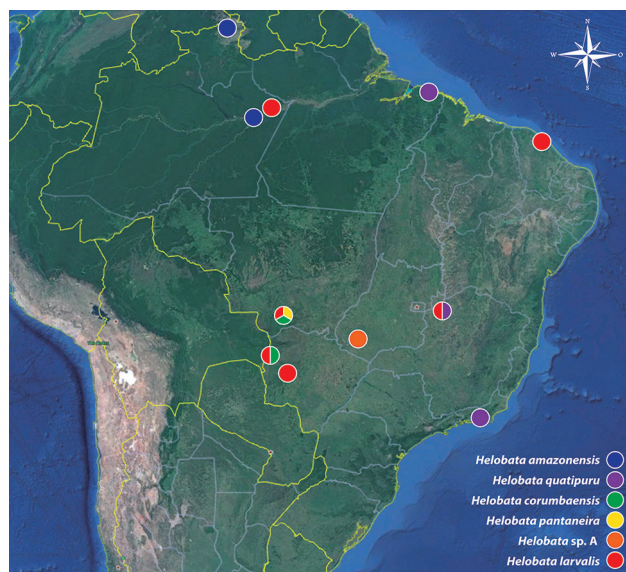 N
W
O
S
Helobata amazonensis
Helobata quatipuru
Helobata corumbaensis
Helobata pantaneira
Helobata sp. A
Helobata larvalis